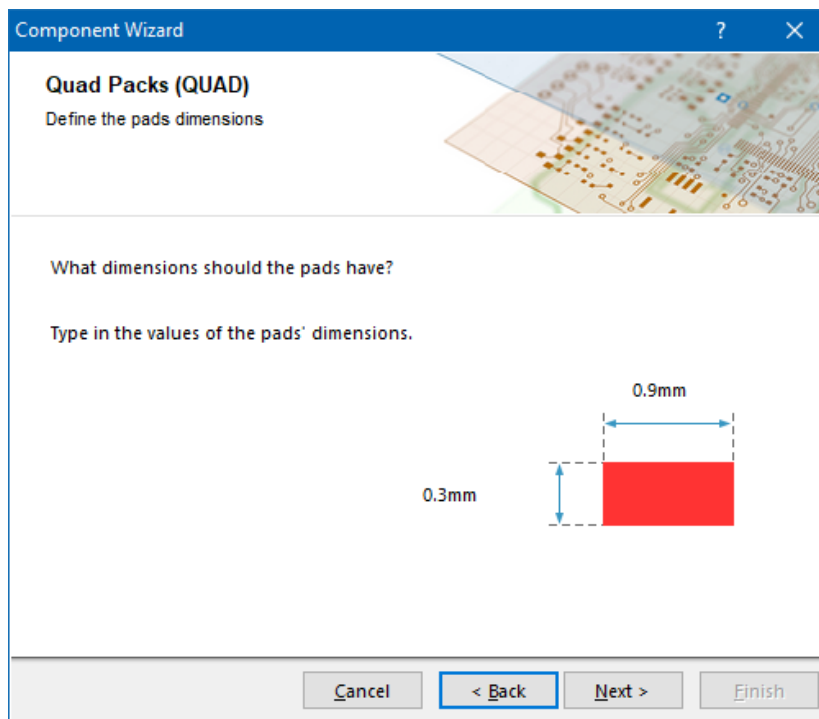 Component Wizard
?
Quad Packs (QUAD)
Define the pads dimensions
What dimensions should the pads have?
Type in the values of the pads' dimensions.
0.9mm
0.3mm
Cancel
< Back
Next >
Finish